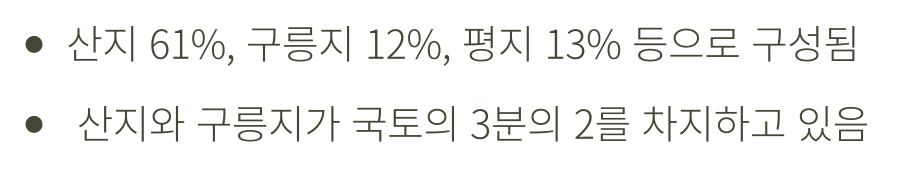 ● 산지 61%, 구릉지 12%, 평지 13% 등으로 구성됨
● 산지와 구릉지가 국토의 3분의 2를 차지하고 있음